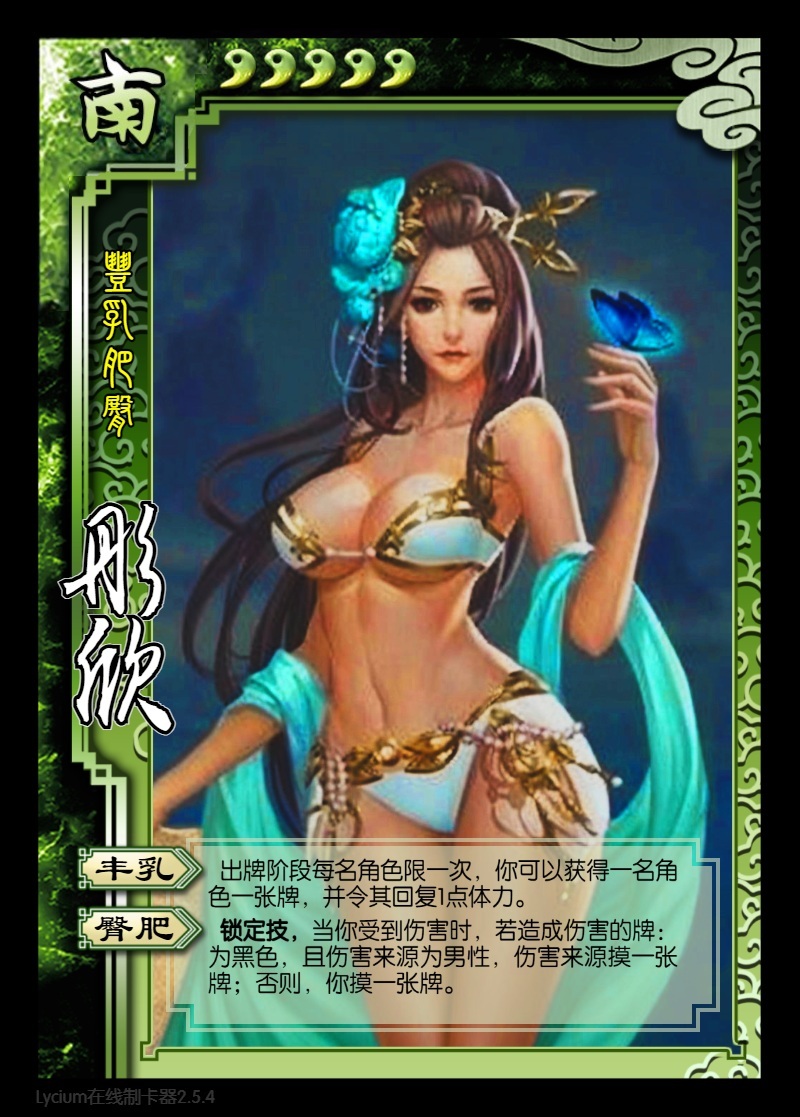 南
豐乳肥臀
彤欣
丰乳
出牌阶段每名角色限一次，你可以获得一名角
色一张牌，并令其回复1点体力。
臀肥
锁定技，当你受到伤害时，若造成伤害的牌：
为黑色，且伤害来源为男性，伤害来源摸一张
牌；否则，你摸一张牌。
Lycium在线制卡器2.5.4